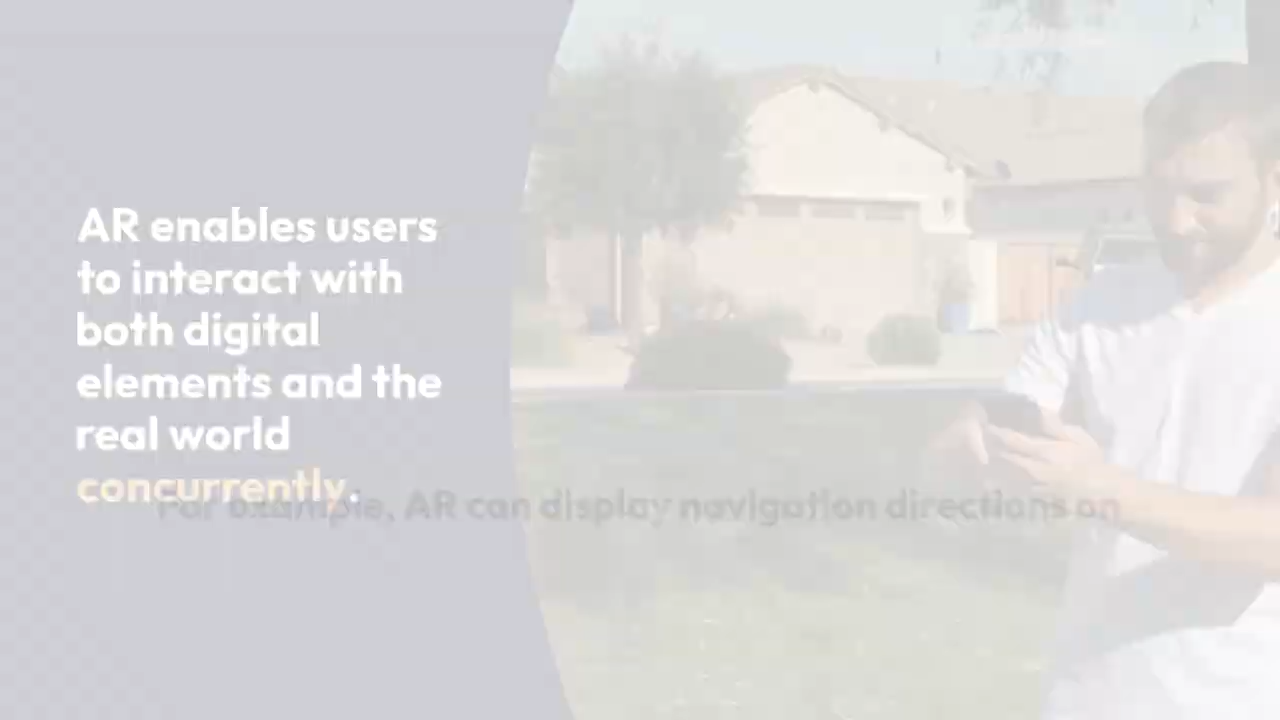 AR enables users
to interact with
both digital
elements and the
real world
concurrently.
For example, AR can display navigation directions on